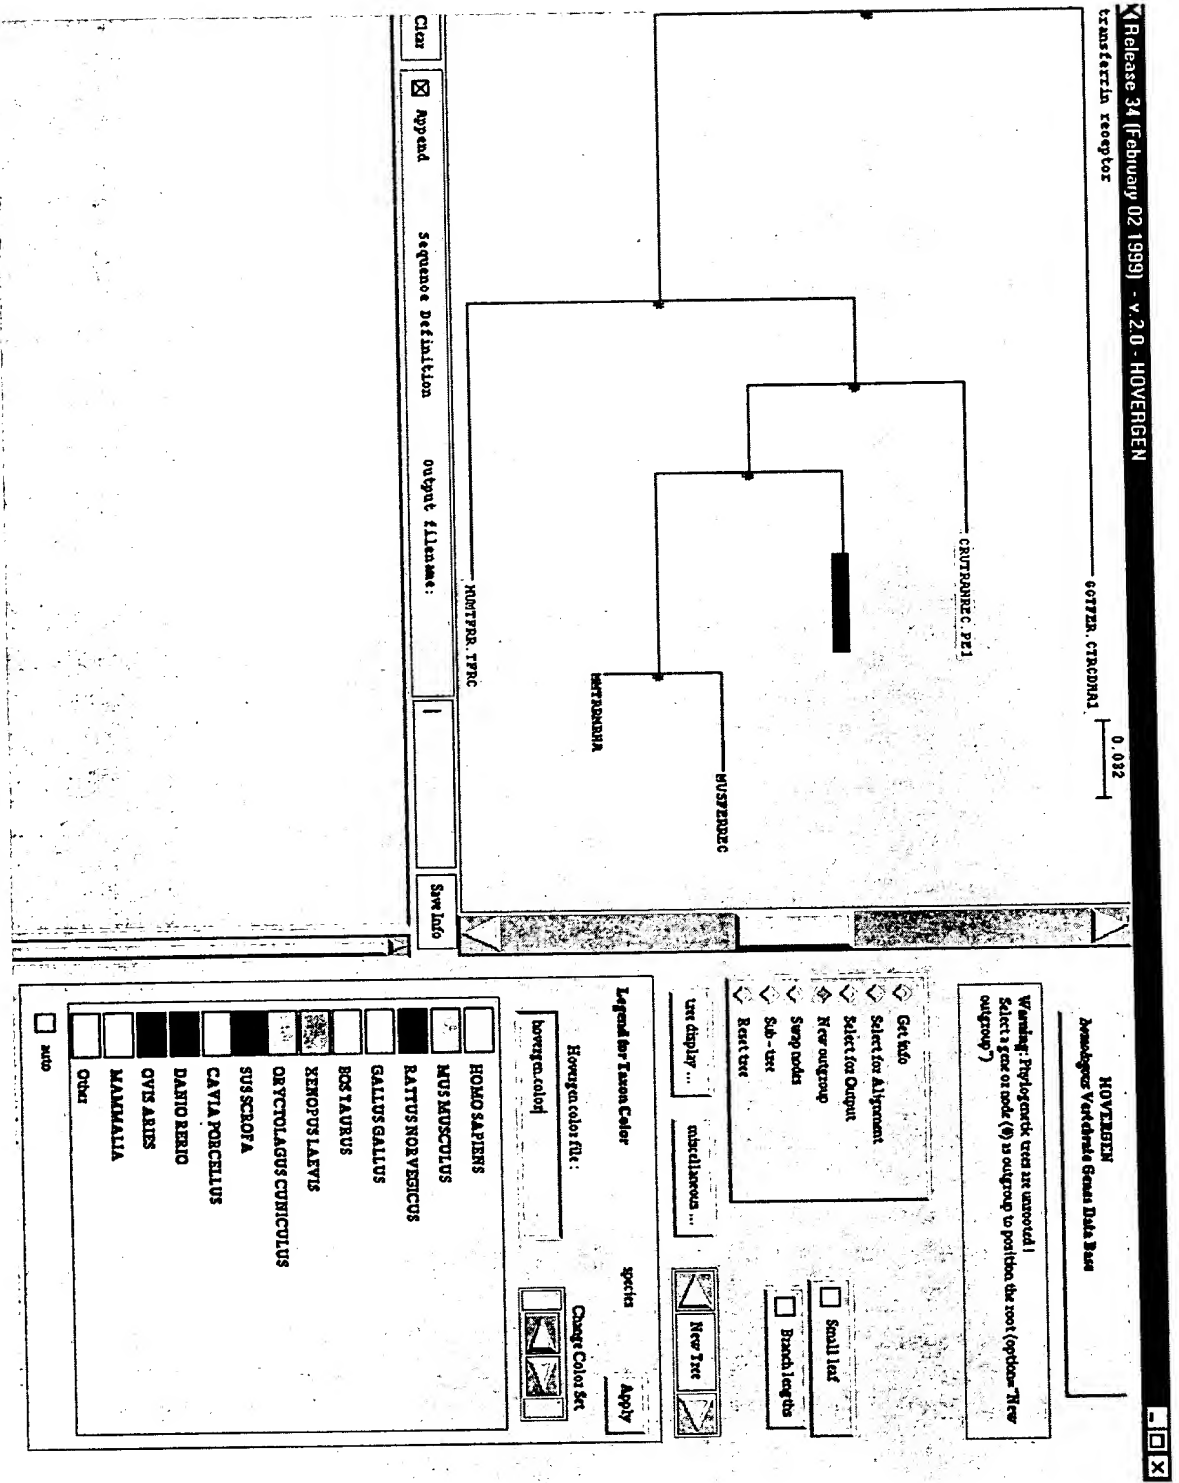 Release 34 (February 02 1999) - v.2.0 - HOVERGEN
transferrin receptor
0.032
GOTFER.CTRCDNA1
CRUTRANREC.PE1
MUSFERREC
MMTRDNRNA
HUMTFRR.TFRC
Clear
Append
Sequence Definition
Output filename:
Save Info
HOVERGEN
Homologous Vertebrate Genes Data Base
Warning: Phylogenetic trees are unrooted !
Select a gene or node (@) as outgroup to position the root (option="New
outgroup")
Get info
Select for Alignment
Select for Output
New outgroup
Swap nodes
Sub - tree
Reset tree
Small leaf
Branch lengths
tree display ...
miscellaneous ...
New Tree
Legend for Taxon Color
species
Apply
Hovergen color file :
Change Color Set
hovergen.color
HOMO SAPIENS
MUS MUSCULUS
RATTUS NORVEGICUS
GALLUS GALLUS
BOS TAURUS
XENOPUS LAEVIS
ORYCTOLAGUS CUNICULUS
SUS SCROFA
CAVIA PORCELLUS
DANIO RERIO
OVIS ARIES
MAMMALIA
Other
auto